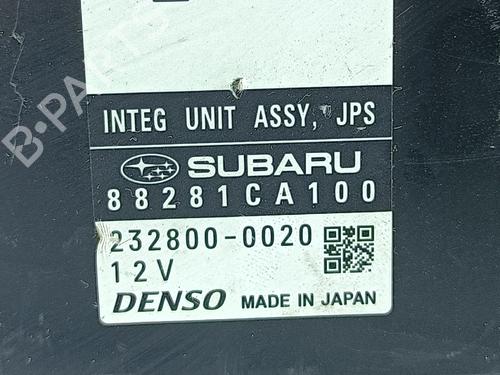 INTEG UNIT ASSY, JPS
SUBARU
88281CA100
232800-0020
12V
DENSO MADE IN JAPAN
B-PARTS